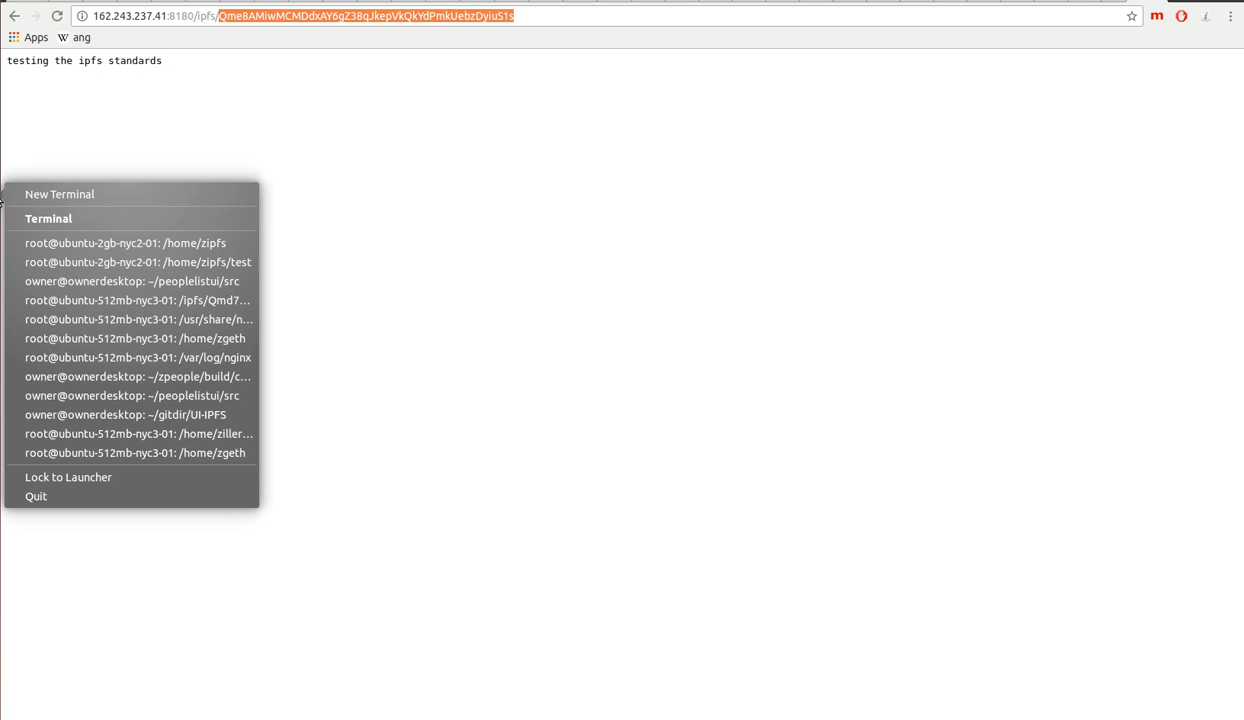 162.243.237.41:8180/ipfs/Qme8AMiwMCMDdxAY6gZ38qJkepVkQkYdPmkUebzDyiuS1s
Apps ang
testing the ipfs standards
New Terminal
Terminal
root@ubuntu-2gb-nyc2-01: /home/zipfs
root@ubuntu-2gb-nyc2-01: /home/zipfs/test
owner@ownerdesktop: ~/peoplelistui/src
root@ubuntu-512mb-nyc3-01: /ipfs/Qmd7...
root@ubuntu-512mb-nyc3-01: /usr/share/n...
root@ubuntu-512mb-nyc3-01: /home/zgeth
root@ubuntu-512mb-nyc3-01: /var/log/nginx
owner@ownerdesktop: ~/zpeople/build/c...
owner@ownerdesktop: ~/peoplelistui/src
owner@ownerdesktop: ~/gitdir/UI-IPFS
root@ubuntu-512mb-nyc3-01: /home/ziller...
root@ubuntu-512mb-nyc3-01: /home/zgeth
Lock to Launcher
Quit